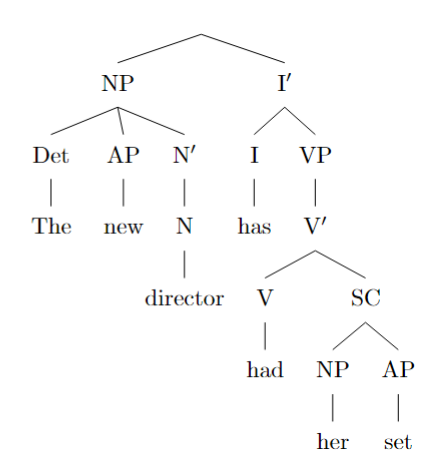 NP I′
Det AP N′ I VP
The new N has V′
director V SC
had NP AP
her set